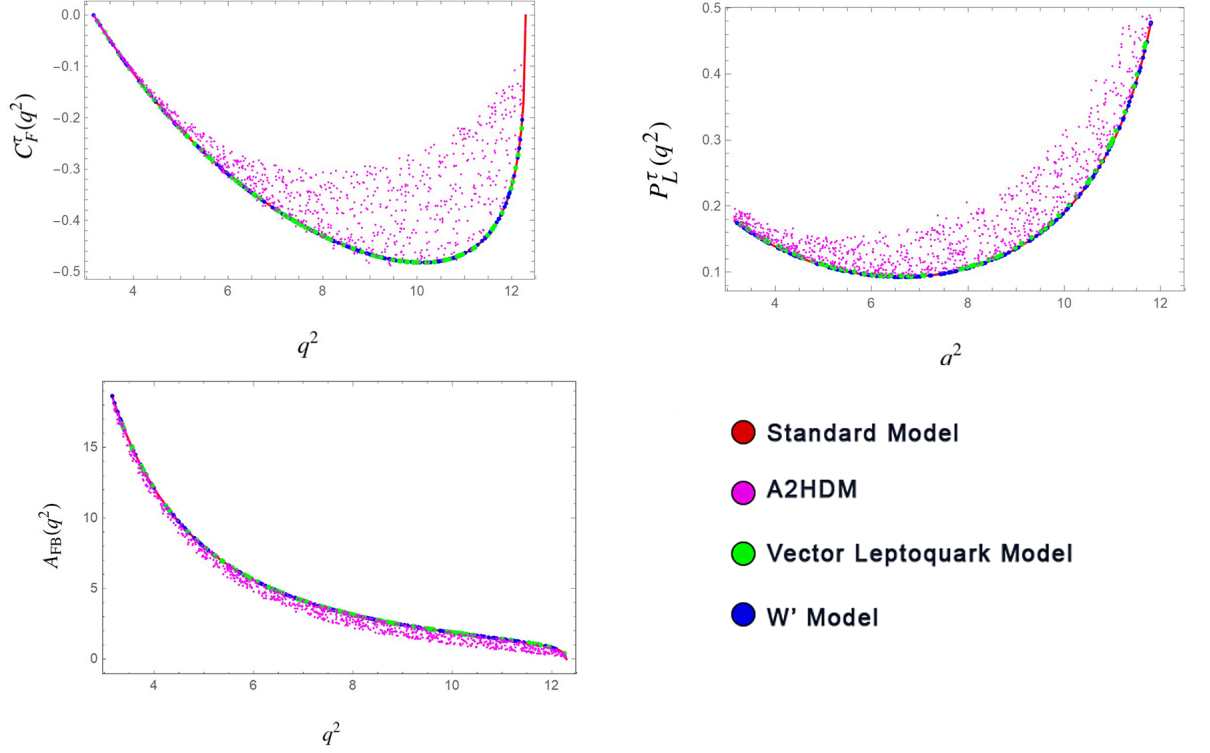 0.0
−0.1
−0.2
−0.3
−0.4
−0.5
C_F^τ(q²)
4 6 8 10 12
q²
0.5
0.4
0.3
0.2
0.1
P_L^τ(q²)
4 6 8 10 12
q²
15
10
5
0
A_FB(q²)
4 6 8 10 12
q²
Standard Model
A2HDM
Vector Leptoquark Model
W' Model